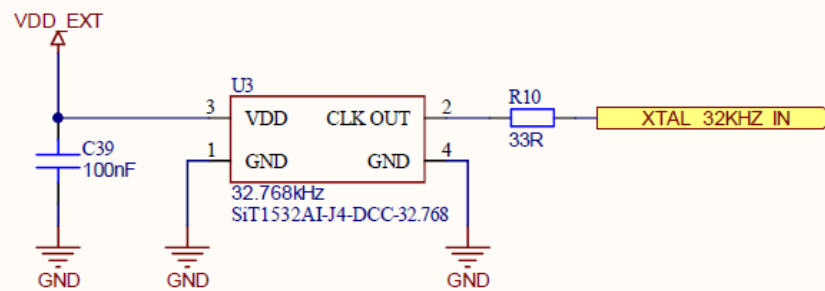 VDD_EXT
U3
3 VDD CLK OUT 2
R10
33R
XTAL_32KHZ_IN
C39
100nF
1 GND GND 4
32.768kHz
SiT1532AI-J4-DCC-32.768
GND
GND
GND